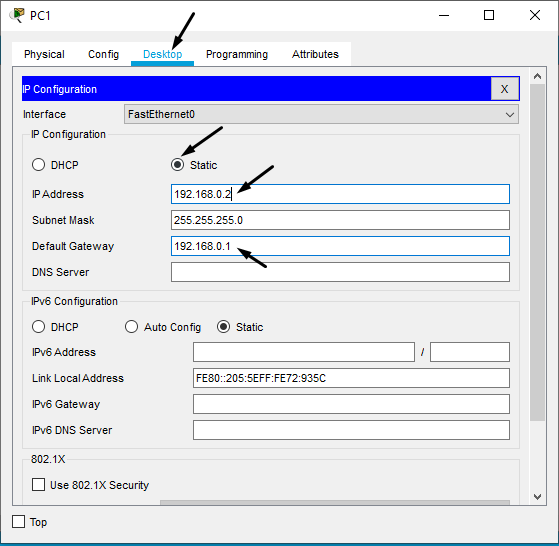 PC1
Physical Config Desktop Programming Attributes
IP Configuration X
Interface FastEthernet0
IP Configuration
DHCP Static
IP Address 192.168.0.2
Subnet Mask 255.255.255.0
Default Gateway 192.168.0.1
DNS Server
IPv6 Configuration
DHCP Auto Config Static
IPv6 Address /
Link Local Address FE80::205:5EFF:FE72:935C
IPv6 Gateway
IPv6 DNS Server
802.1X
Use 802.1X Security
Top